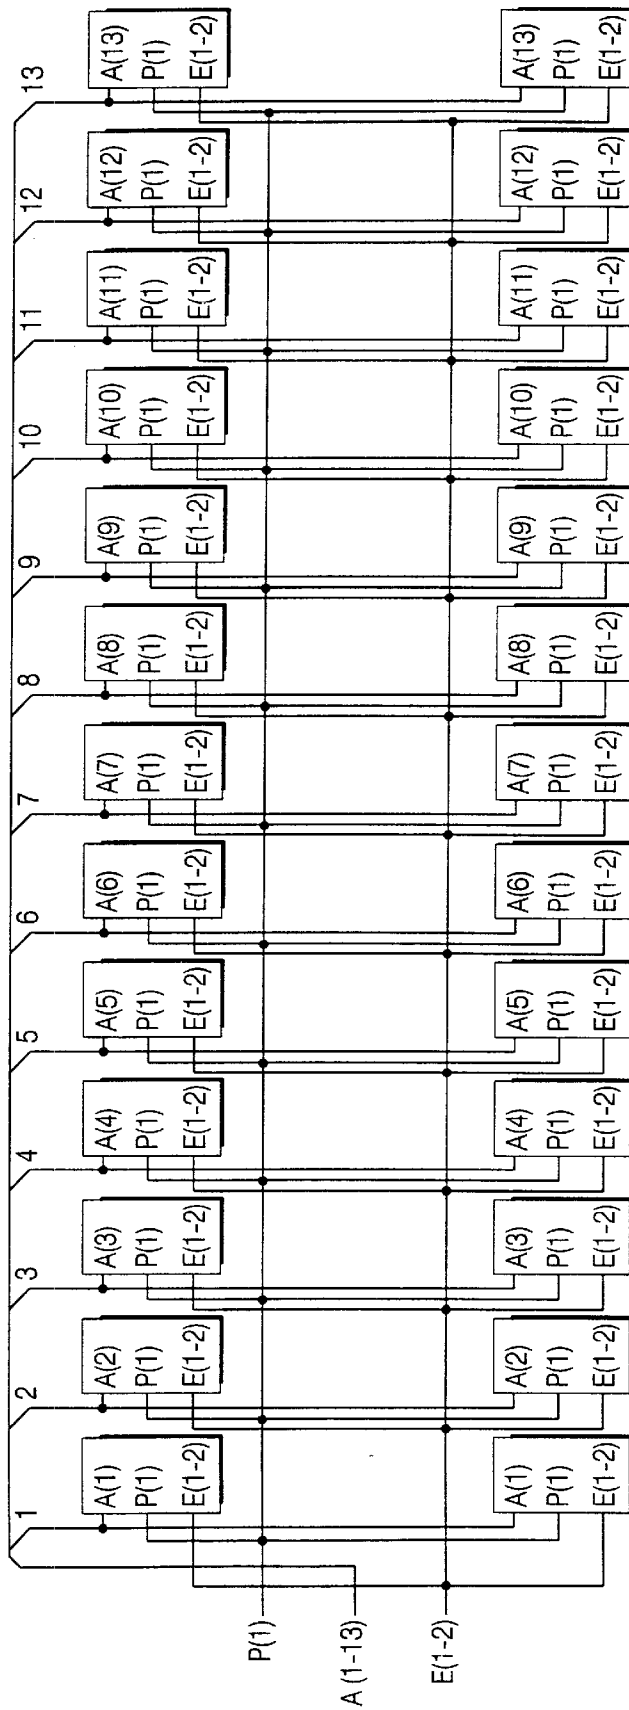 1 2 3 4 5 6 7 8 9 10 11 12 13
A(1) A(2) A(3) A(4) A(5) A(6) A(7) A(8) A(9) A(10) A(11) A(12) A(13)
P(1) P(1) P(1) P(1) P(1) P(1) P(1) P(1) P(1) P(1) P(1) P(1) P(1)
E(1-2) E(1-2) E(1-2) E(1-2) E(1-2) E(1-2) E(1-2) E(1-2) E(1-2) E(1-2) E(1-2) E(1-2) E(1-2)
P(1)
A (1-13)
E(1-2)
A(1) A(2) A(3) A(4) A(5) A(6) A(7) A(8) A(9) A(10) A(11) A(12) A(13)
P(1) P(1) P(1) P(1) P(1) P(1) P(1) P(1) P(1) P(1) P(1) P(1) P(1)
E(1-2) E(1-2) E(1-2) E(1-2) E(1-2) E(1-2) E(1-2) E(1-2) E(1-2) E(1-2) E(1-2) E(1-2) E(1-2)